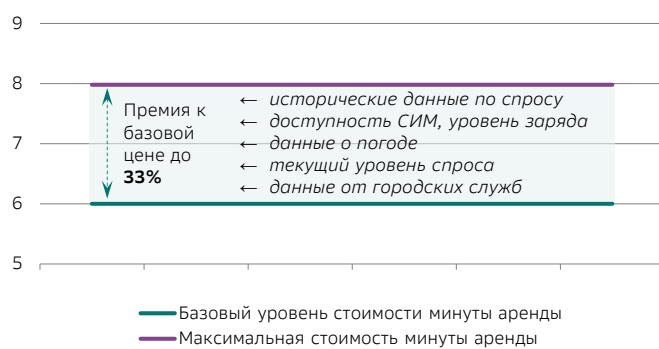 9
8
Премия к
базовой
цене до
33%
← исторические данные по спросу
← доступность СИМ, уровень заряда
← данные о погоде
← текущий уровень спроса
← данные от городских служб
7
6
5
Базовый уровень стоимости минуты аренды
Максимальная стоимость минуты аренды